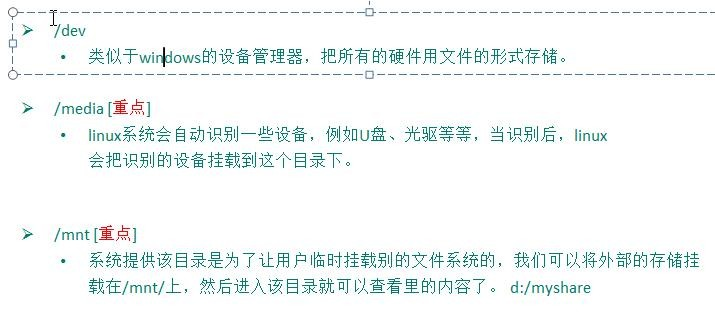 /dev
类似于windows的设备管理器，把所有的硬件用文件的形式存储。
/media [重点]
linux系统会自动识别一些设备，例如U盘、光驱等等，当识别后，linux
会把识别的设备挂载到这个目录下。
/mnt [重点]
系统提供该目录是为了让用户临时挂载别的文件系统的，我们可以将外部的存储挂
载在/mnt/上，然后进入该目录就可以查看里的内容了。 d:/myshare